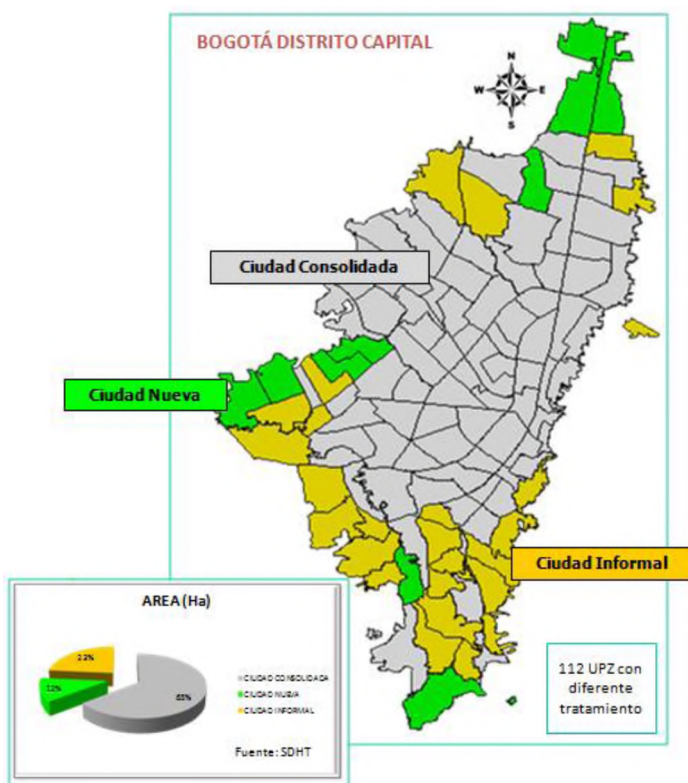 BOGOTÁ DISTRITO CAPITAL
N
W E
S
Ciudad Consolidada
Ciudad Nueva
Ciudad Informal
AREA (Ha)
CIUDAD CONSOLIDADA
CIUDAD NUEVA
CIUDAD INFORMAL
Fuente: SDHT
112 UPZ con
diferente
tratamiento